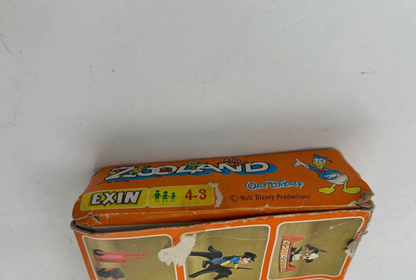 ZOOLAND
Walt Disney
EXIN 4-3 © Walt Disney Productions